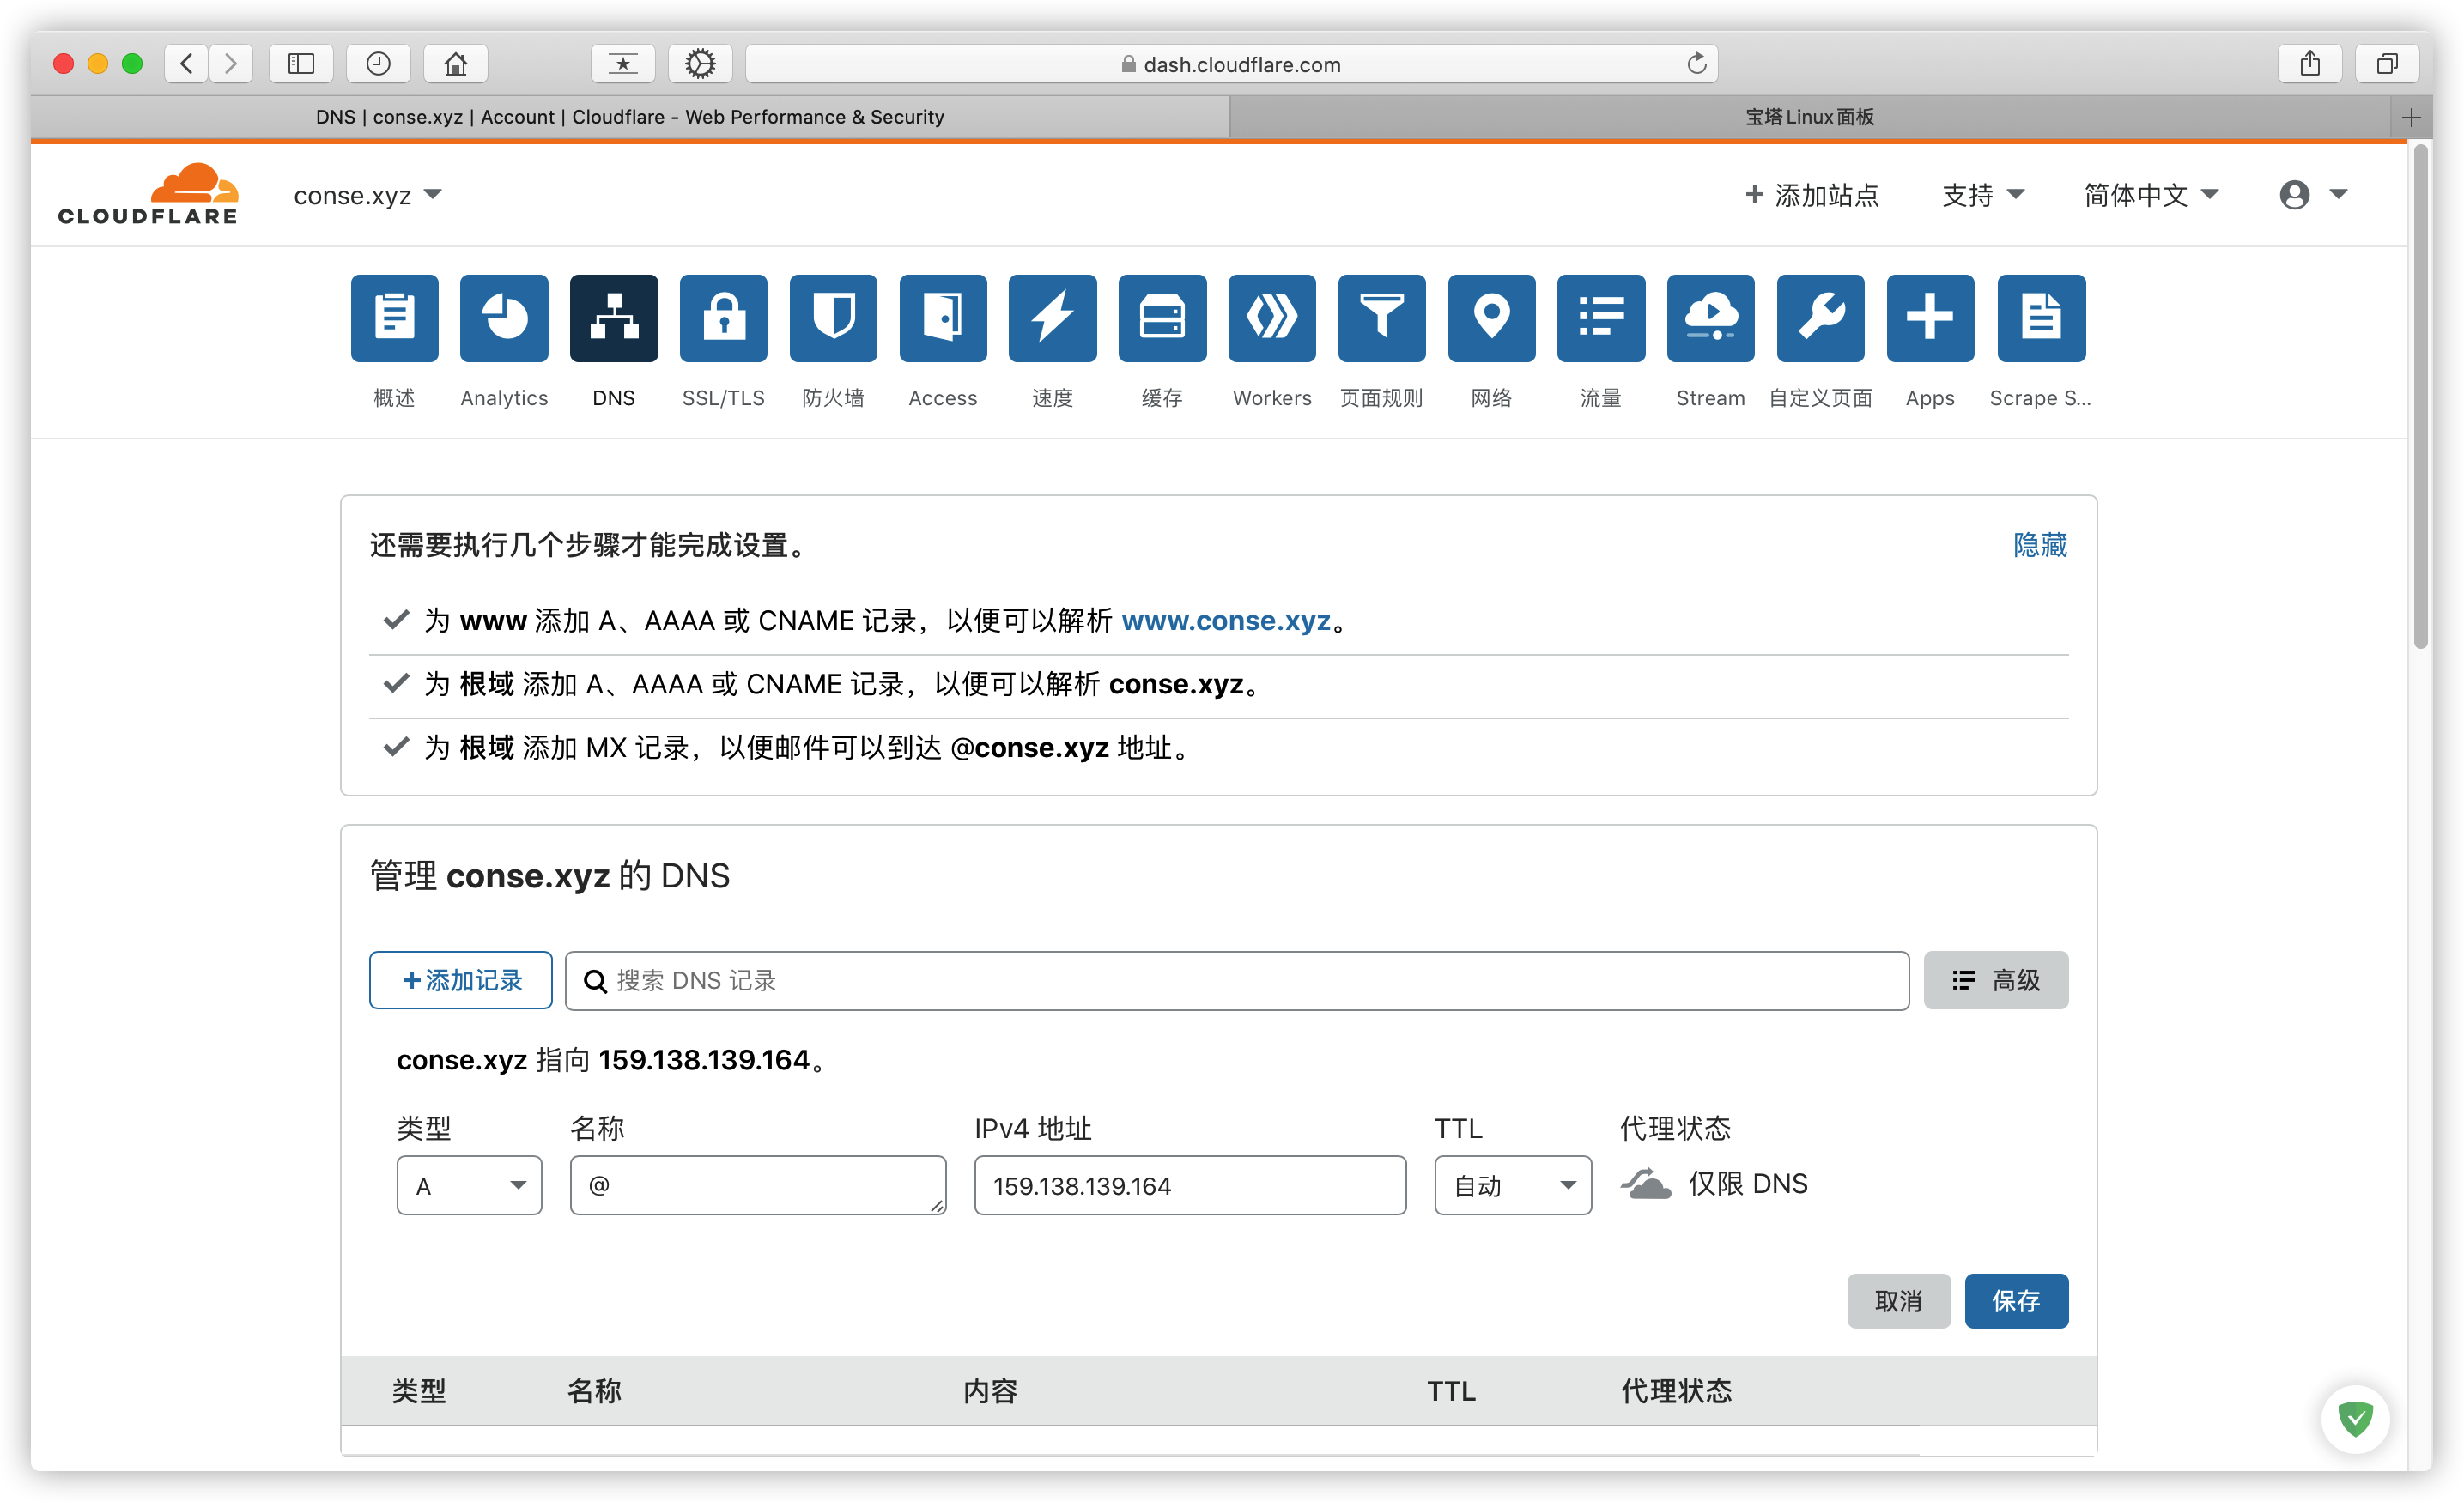 dash.cloudflare.com
DNS | conse.xyz | Account | Cloudflare - Web Performance & Security
宝塔Linux面板
CLOUDFLARE
conse.xyz
添加站点
支持
简体中文
概述
Analytics
DNS
SSL/TLS
防火墙
Access
速度
缓存
Workers
页面规则
网络
流量
Stream
自定义页面
Apps
Scrape S...
还需要执行几个步骤才能完成设置。
隐藏
为 www 添加 A、AAAA 或 CNAME 记录，以便可以解析 www.conse.xyz。
为 根域 添加 A、AAAA 或 CNAME 记录，以便可以解析 conse.xyz。
为 根域 添加 MX 记录，以便邮件可以到达 @conse.xyz 地址。
管理 conse.xyz 的 DNS
+添加记录
搜索 DNS 记录
高级
conse.xyz 指向 159.138.139.164。
类型
名称
IPv4 地址
TTL
代理状态
A
@
159.138.139.164
自动
仅限 DNS
取消
保存
类型
名称
内容
TTL
代理状态